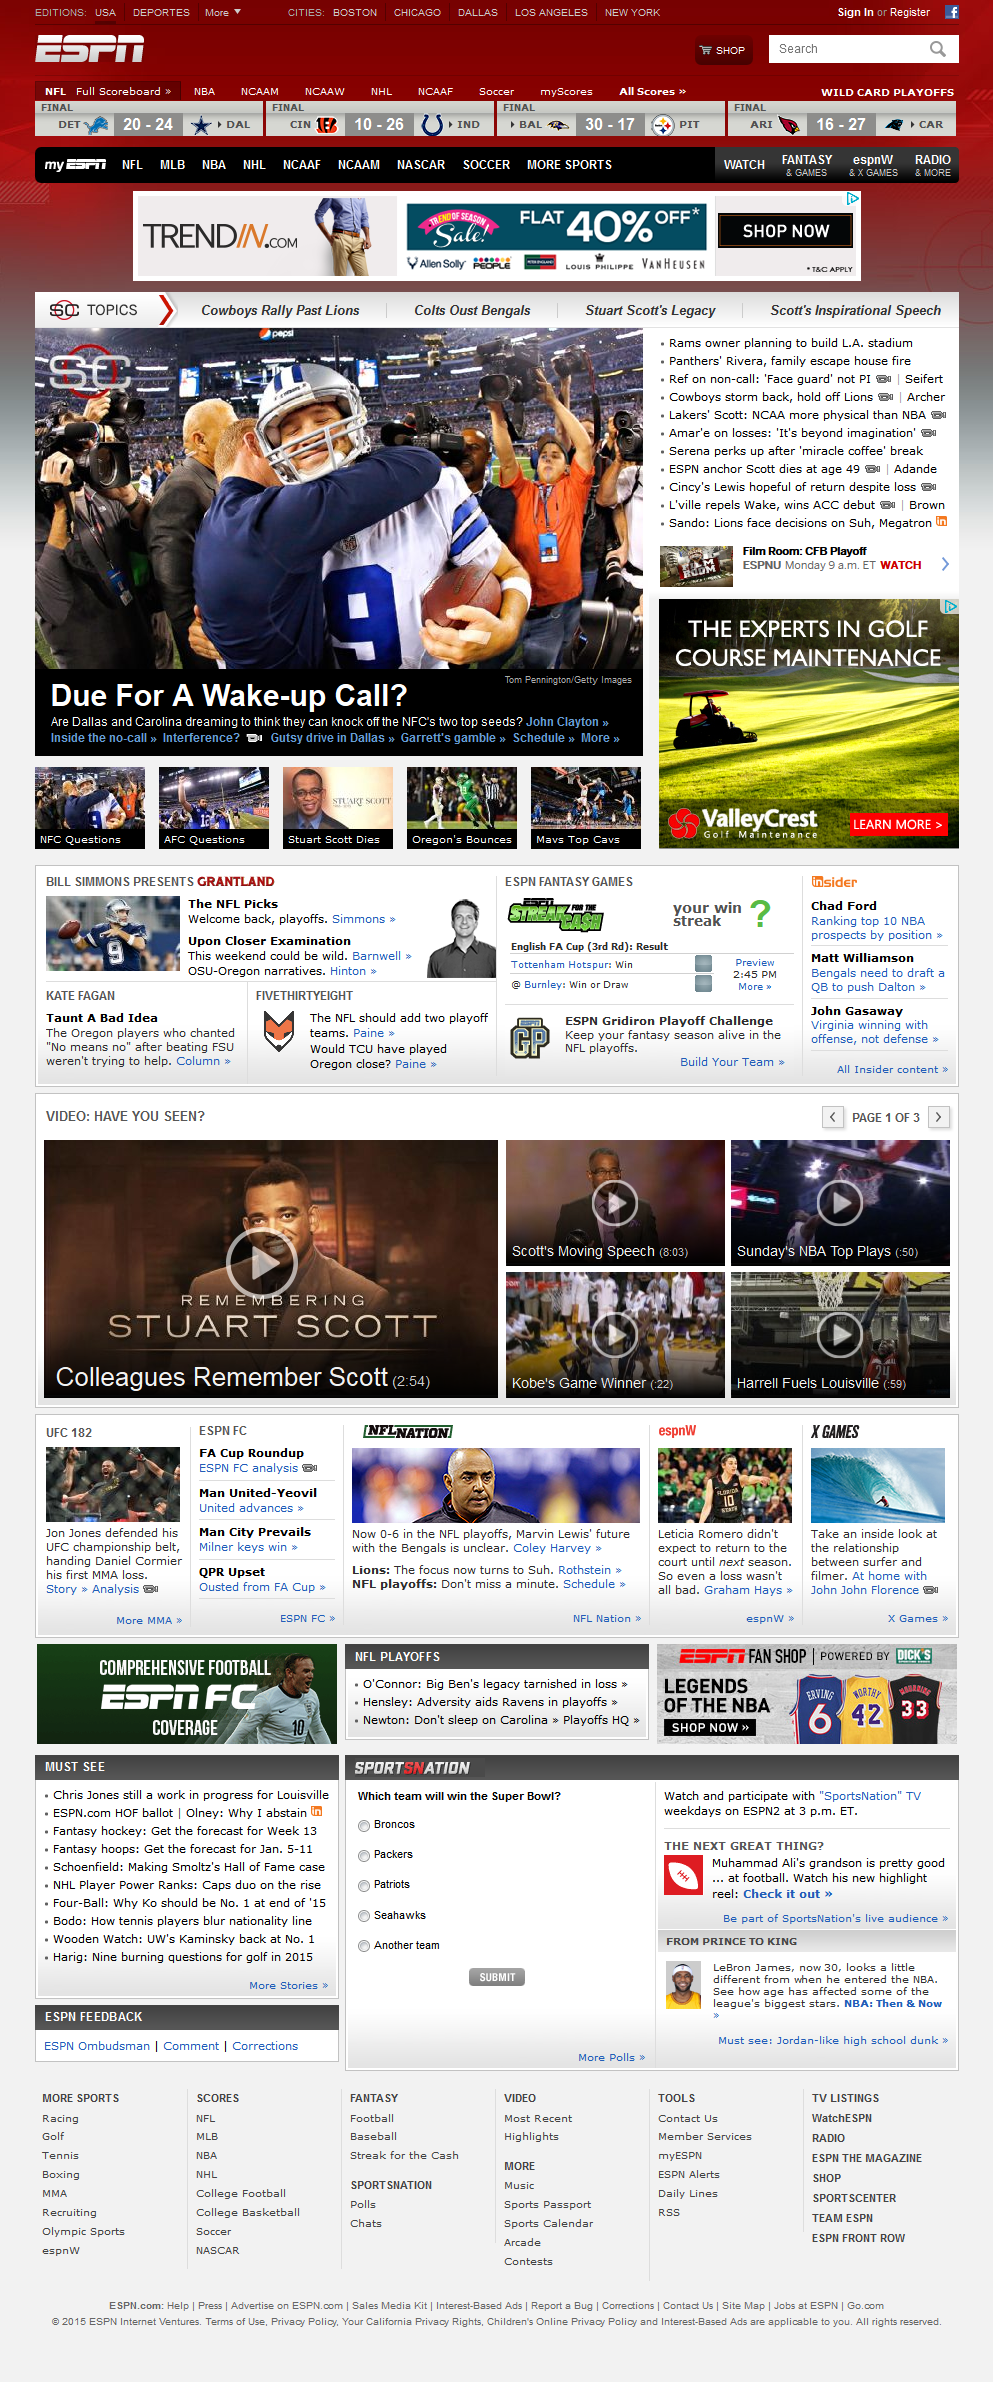 EDITIONS: USA DEPORTES More CITIES: BOSTON CHICAGO DALLAS LOS ANGELES NEW YORK Sign In or Register
ESPN SHOP Search
NFL Full Scoreboard » NBA NCAAM NCAAW NHL NCAAF Soccer myScores All Scores » WILD CARD PLAYOFFS
FINAL FINAL FINAL FINAL
DET 20 - 24 DAL CIN 10 - 26 IND BAL 30 - 17 PIT ARI 16 - 27 CAR
my ESPN NFL MLB NBA NHL NCAAF NCAAM NASCAR SOCCER MORE SPORTS WATCH FANTASY & GAMES espnW & X GAMES RADIO & MORE
TRENDIN.COM TREND OF SEASON Sale! FLAT 40% OFF* SHOP NOW
Allen Solly PEOPLE PETER ENGLAND LOUIS PHILIPPE VAN HEUSEN *T&C APPLY
SC TOPICS Cowboys Rally Past Lions Colts Oust Bengals Stuart Scott's Legacy Scott's Inspirational Speech
pepsi
SC
9
Due For A Wake-up Call?
Tom Pennington/Getty Images
Are Dallas and Carolina dreaming to think they can knock off the NFC's two top seeds? John Clayton »
Inside the no-call » Interference? Gutsy drive in Dallas » Garrett's gamble » Schedule » More »
NFC Questions AFC Questions Stuart Scott Dies Oregon's Bounces Mavs Top Cavs
STUART SCOTT
Rams owner planning to build L.A. stadium
Panthers' Rivera, family escape house fire
Ref on non-call: 'Face guard' not PI | Seifert
Cowboys storm back, hold off Lions | Archer
Lakers' Scott: NCAA more physical than NBA
Amar'e on losses: 'It's beyond imagination'
Serena perks up after 'miracle coffee' break
ESPN anchor Scott dies at age 49 | Adande
Cincy's Lewis hopeful of return despite loss
L'ville repels Wake, wins ACC debut | Brown
Sando: Lions face decisions on Suh, Megatron in
FILM ROOM
Film Room: CFB Playoff
ESPNU Monday 9 a.m. ET WATCH
THE EXPERTS IN GOLF
COURSE MAINTENANCE
ValleyCrest
Golf Maintenance
LEARN MORE >
BILL SIMMONS PRESENTS GRANTLAND
The NFL Picks
Welcome back, playoffs. Simmons »
Upon Closer Examination
This weekend could be wild. Barnwell »
OSU-Oregon narratives. Hinton »
KATE FAGAN
Taunt A Bad Idea
The Oregon players who chanted
"No means no" after beating FSU
weren't trying to help. Column »
FIVETHIRTYEIGHT
The NFL should add two playoff
teams. Paine »
Would TCU have played
Oregon close? Paine »
ESPN FANTASY GAMES
ESPN STREAK FOR THE CASH your win streak ?
English FA Cup (3rd Rd): Result
Tottenham Hotspur: Win
@ Burnley: Win or Draw
Preview
2:45 PM
More »
GP
ESPN Gridiron Playoff Challenge
Keep your fantasy season alive in the
NFL playoffs.
Build Your Team »
insider
Chad Ford
Ranking top 10 NBA
prospects by position »
Matt Williamson
Bengals need to draft a
QB to push Dalton »
John Gasaway
Virginia winning with
offense, not defense »
All Insider content »
VIDEO: HAVE YOU SEEN? < PAGE 1 OF 3 >
REMEMBERING
STUART SCOTT
Colleagues Remember Scott (2:54)
Scott's Moving Speech (8:03) Sunday's NBA Top Plays (:50)
Kobe's Game Winner (:22) Harrell Fuels Louisville (:59)
UFC 182
Jon Jones defended his
UFC championship belt,
handing Daniel Cormier
his first MMA loss.
Story » Analysis
More MMA »
ESPN FC
FA Cup Roundup
ESPN FC analysis
Man United-Yeovil
United advances »
Man City Prevails
Milner keys win »
QPR Upset
Ousted from FA Cup »
ESPN FC »
NFL NATION
Now 0-6 in the NFL playoffs, Marvin Lewis' future
with the Bengals is unclear. Coley Harvey »
Lions: The focus now turns to Suh. Rothstein »
NFL playoffs: Don't miss a minute. Schedule »
NFL Nation »
espnW
FLORIDA STATE 10
Leticia Romero didn't
expect to return to the
court until next season.
So even a loss wasn't
all bad. Graham Hays »
espnW »
X GAMES
Take an inside look at
the relationship
between surfer and
filmer. At home with
John John Florence
X Games »
COMPREHENSIVE FOOTBALL
ESPN FC
COVERAGE
10
NFL PLAYOFFS
O'Connor: Big Ben's legacy tarnished in loss »
Hensley: Adversity aids Ravens in playoffs »
Newton: Don't sleep on Carolina » Playoffs HQ »
ESPN FAN SHOP | POWERED BY DICK'S
LEGENDS
OF THE NBA
SHOP NOW »
ERVING 6 WORTHY 42 33
MUST SEE
Chris Jones still a work in progress for Louisville
ESPN.com HOF ballot | Olney: Why I abstain in
Fantasy hockey: Get the forecast for Week 13
Fantasy hoops: Get the forecast for Jan. 5-11
Schoenfield: Making Smoltz's Hall of Fame case
NHL Player Power Ranks: Caps duo on the rise
Four-Ball: Why Ko should be No. 1 at end of '15
Bodo: How tennis players blur nationality line
Wooden Watch: UW's Kaminsky back at No. 1
Harig: Nine burning questions for golf in 2015
More Stories »
ESPN FEEDBACK
ESPN Ombudsman | Comment | Corrections
SPORTSNATION
Which team will win the Super Bowl?
Broncos
Packers
Patriots
Seahawks
Another team
SUBMIT
More Polls »
Watch and participate with "SportsNation" TV
weekdays on ESPN2 at 3 p.m. ET.
THE NEXT GREAT THING?
Muhammad Ali's grandson is pretty good
... at football. Watch his new highlight
reel: Check it out »
Be part of SportsNation's live audience »
FROM PRINCE TO KING
LeBron James, now 30, looks a little
different from when he entered the NBA.
See how age has affected some of the
league's biggest stars. NBA: Then & Now
»
Must see: Jordan-like high school dunk »
MORE SPORTS
Racing
Golf
Tennis
Boxing
MMA
Recruiting
Olympic Sports
espnW
SCORES
NFL
MLB
NBA
NHL
College Football
College Basketball
Soccer
NASCAR
FANTASY
Football
Baseball
Streak for the Cash
SPORTSNATION
Polls
Chats
VIDEO
Most Recent
Highlights
MORE
Music
Sports Passport
Sports Calendar
Arcade
Contests
TOOLS
Contact Us
Member Services
myESPN
ESPN Alerts
Daily Lines
RSS
TV LISTINGS
WatchESPN
RADIO
ESPN THE MAGAZINE
SHOP
SPORTSCENTER
TEAM ESPN
ESPN FRONT ROW
ESPN.com: Help | Press | Advertise on ESPN.com | Sales Media Kit | Interest-Based Ads | Report a Bug | Corrections | Contact Us | Site Map | Jobs at ESPN | Go.com
© 2015 ESPN Internet Ventures. Terms of Use, Privacy Policy, Your California Privacy Rights, Children's Online Privacy Policy and Interest-Based Ads are applicable to you. All rights reserved.